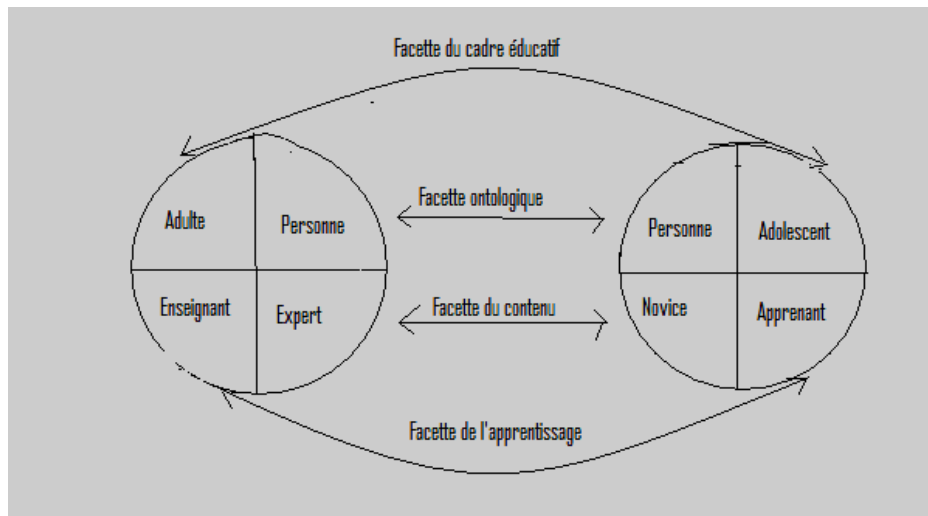 Facette du cadre éducatif
Facette ontologique
Adulte
Personne
Personne
Adolescent
Enseignant
Expert
Facette du contenu
Novice
Apprenant
Facette de l'apprentissage